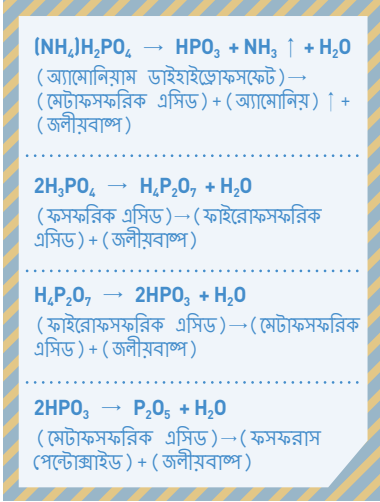 (NH₄)H₂PO₄ → HPO₃ + NH₃ ↑ + H₂O
(অ্যামোনিয়াম ডাইহাইড্রোফসফেট)→
(মেটাফসফরিক এসিড)+(অ্যামোনিয়)↑+
(জলীয়বাষ্প)
2H₃PO₄ → H₄P₂O₇ + H₂O
(ফসফরিক এসিড)→(ফাইরোফসফরিক
এসিড)+(জলীয়বাষ্প)
H₄P₂O₇ → 2HPO₃ + H₂O
(ফাইরোফসফরিক এসিড)→(মেটাফসফরিক
এসিড)+(জলীয়বাষ্প)
2HPO₃ → P₂O₅ + H₂O
(মেটাফসফরিক এসিড)→(ফসফরাস
পেন্টোক্সাইড)+(জলীয়বাষ্প)